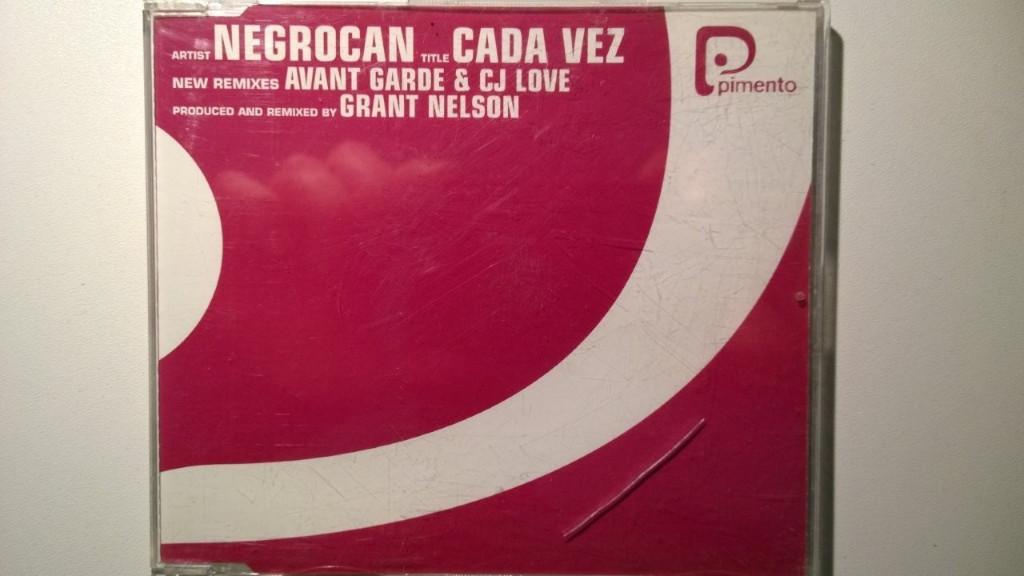 ARTIST NEGROCAN TITLE CADA VEZ
NEW REMIXES AVANT GARDE & CJ LOVE
PRODUCED AND REMIXED BY GRANT NELSON
pimento